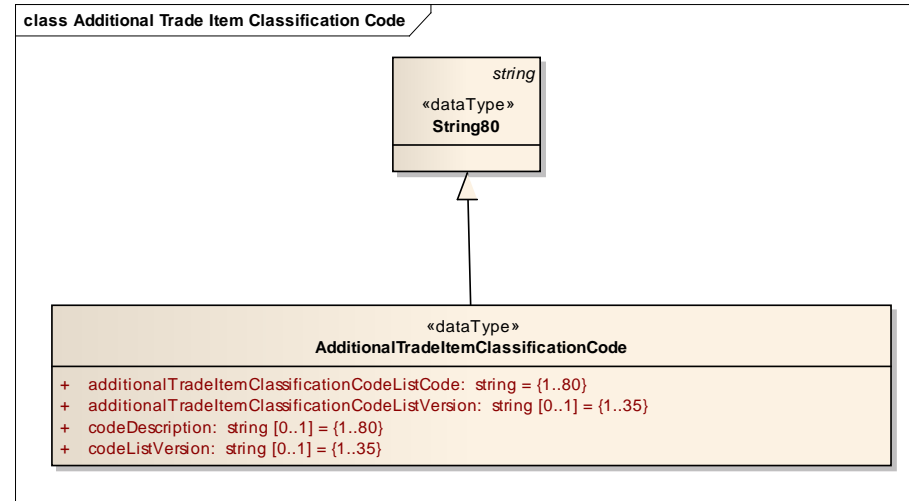 class Additional Trade Item Classification Code
string
«dataType»
String80
«dataType»
AdditionalTradeItemClassificationCode
+ additionalTradeItemClassificationCodeListCode: string = {1..80}
+ additionalTradeItemClassificationCodeListVersion: string [0..1] = {1..35}
+ codeDescription: string [0..1] = {1..80}
+ codeListVersion: string [0..1] = {1..35}